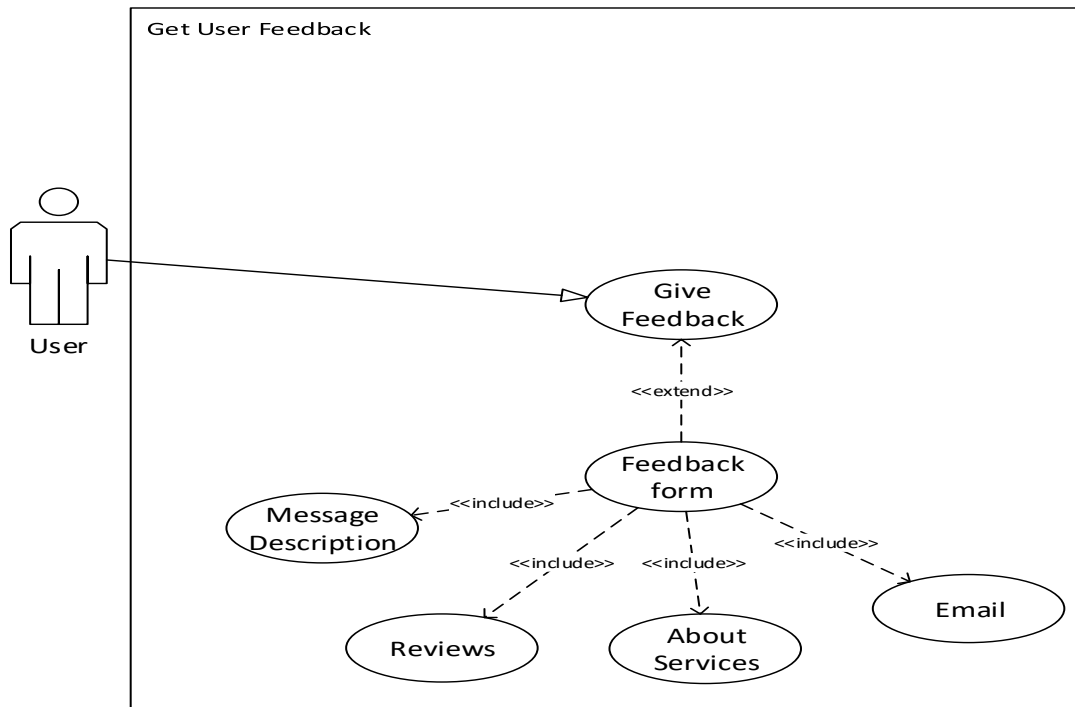 Get User Feedback
User
Give
Feedback
<<extend>>
Feedback
form
<<include>>
Message
Description
<<include>>
<<include>>
<<include>>
Email
Reviews
About
Services